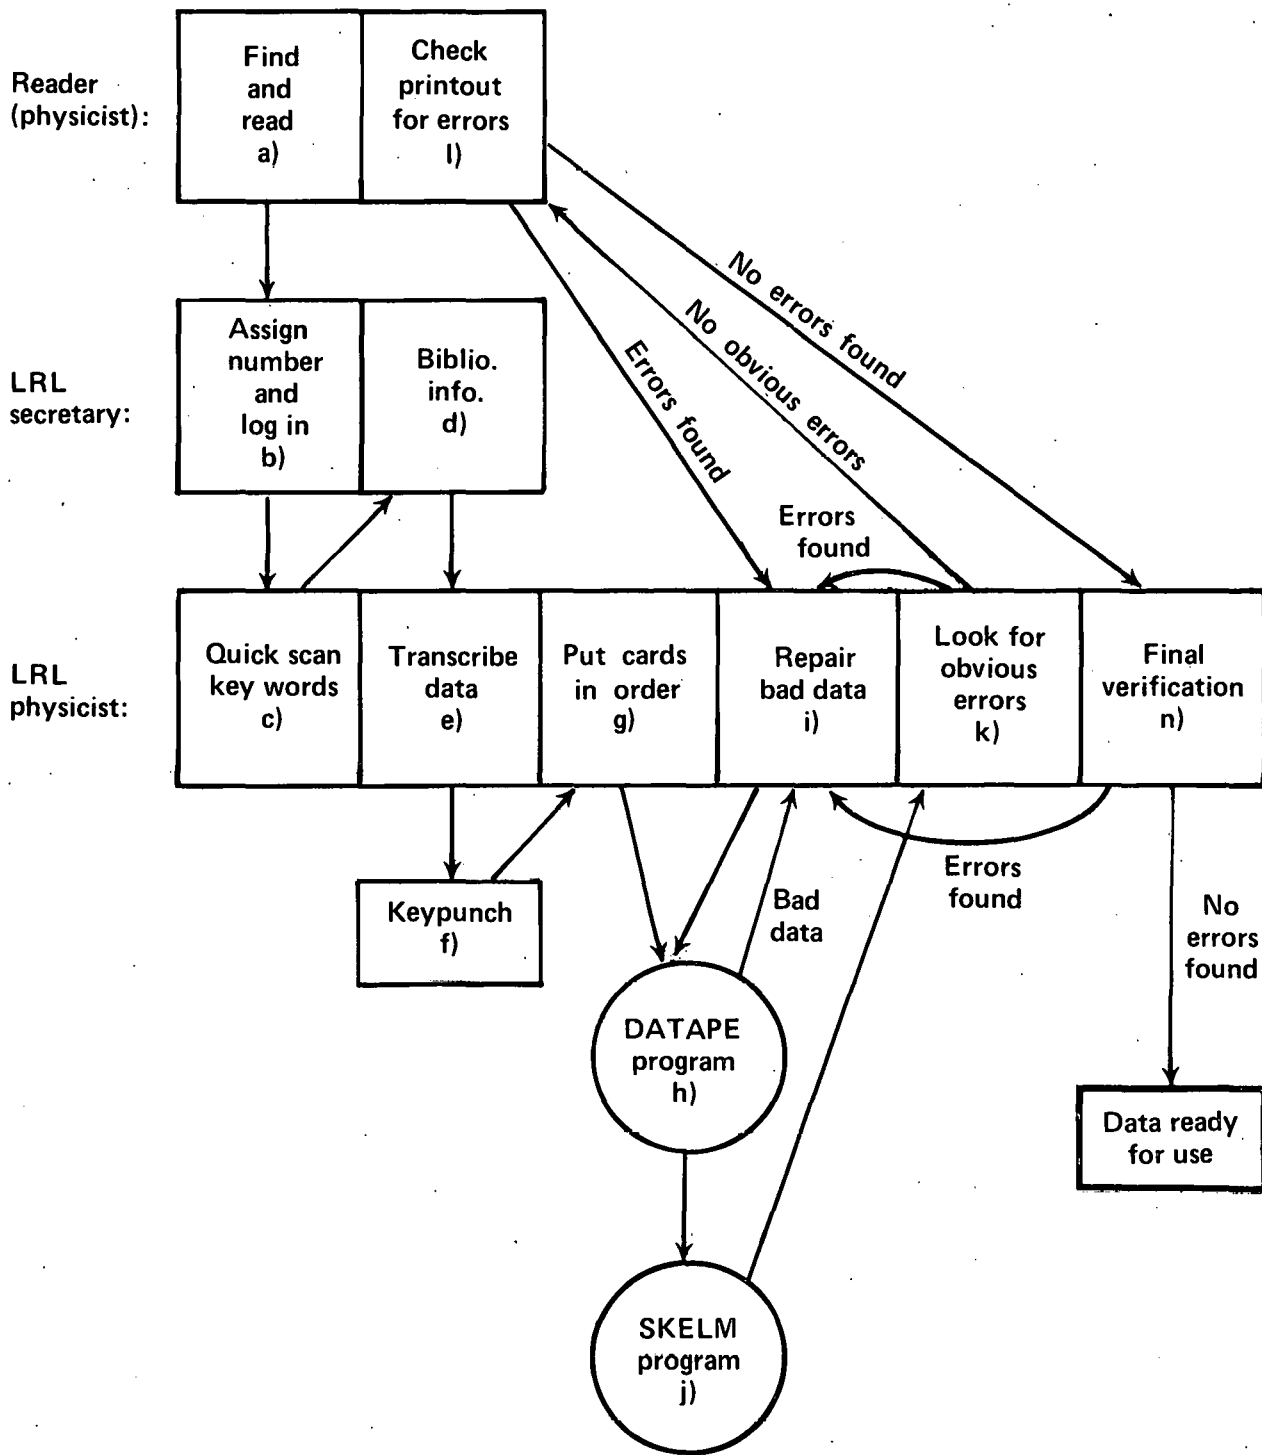 Reader
(physicist):
Find
and
read
a)
Check
printout
for errors
l)
No errors found
No obvious errors
Errors found
LRL
secretary:
Assign
number
and
log in
b)
Biblio.
info.
d)
Errors
found
LRL
physicist:
Quick scan
key words
c)
Transcribe
data
e)
Put cards
in order
g)
Repair
bad data
i)
Look for
obvious
errors
k)
Final
verification
n)
Keypunch
f)
Bad
data
Errors
found
No
errors
found
DATAPE
program
h)
Data ready
for use
SKELM
program
j)